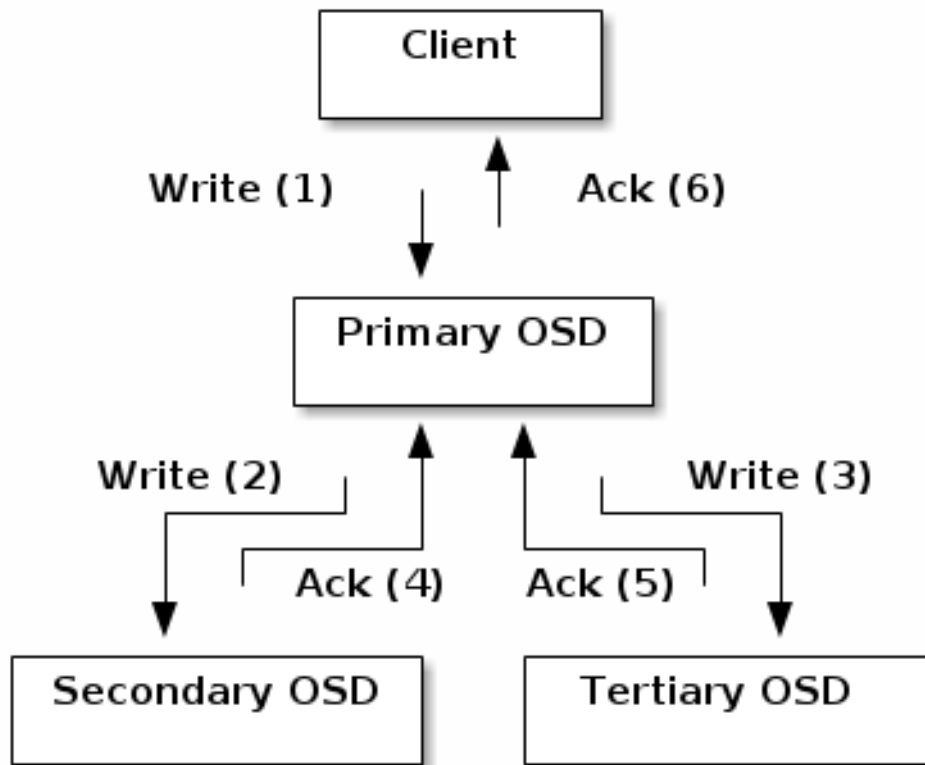 Client
Write (1)
Ack (6)
Primary OSD
Write (2)
Write (3)
Ack (4)
Ack (5)
Secondary OSD
Tertiary OSD